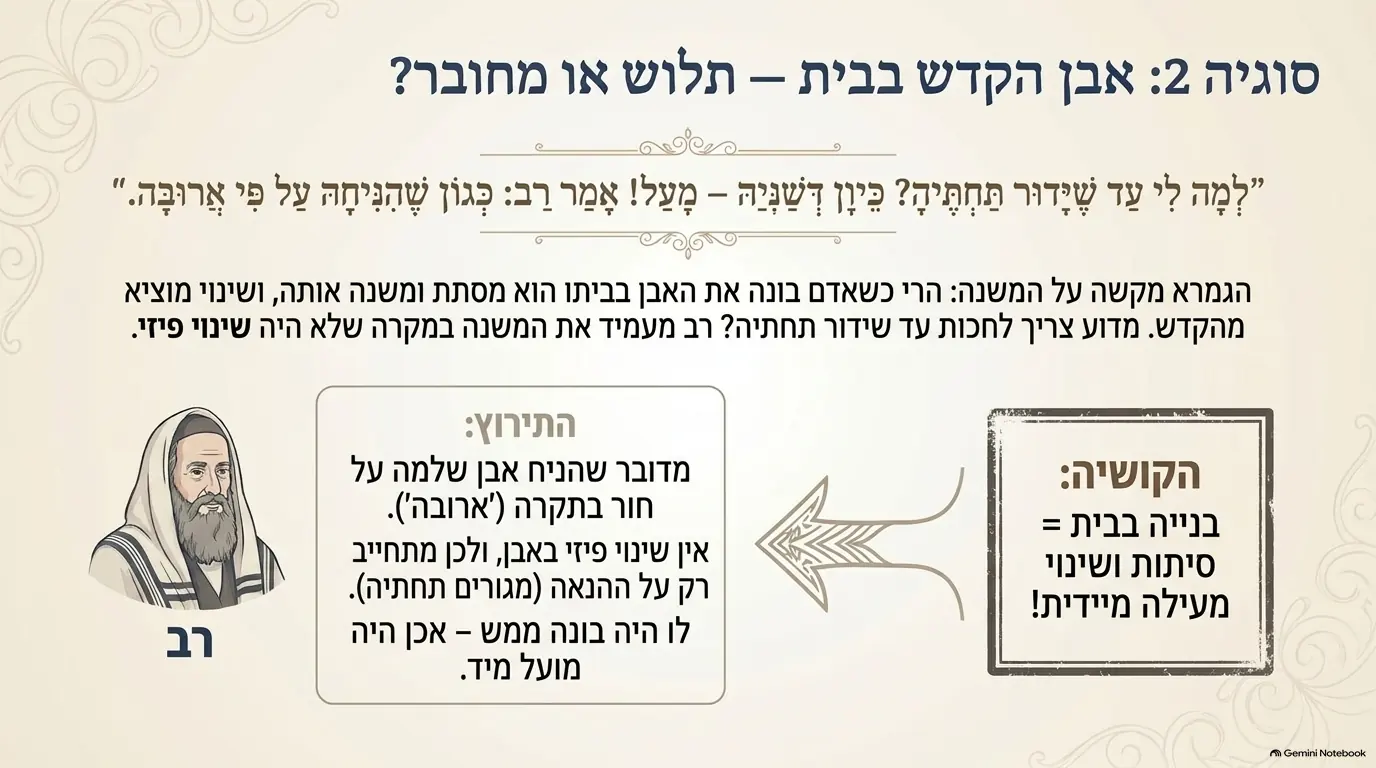 סוגיה 2: אבן הקדש בבית – תלוש או מחובר?
"לְמָה לִי עַד שֶׁיָּדוּר תַּחְתֶּיהָ? כֵּיוָן דְּשַׁנְּיַהּ – מָעַל! אָמַר רַב: כְּגוֹן שֶׁהִנִּיחָהּ עַל פִּי אֲרוּבָּה."
הגמרא מקשה על המשנה: הרי כשאדם בונה את האבן בביתו הוא מסתת ומשנה אותה, ושינוי מוציא
מהקדש. מדוע צריך לחכות עד שידור תחתיה? רב מעמיד את המשנה במקרה שלא היה שינוי פיזי.
הקושיה:
בנייה בבית =
סיתות ושינוי
מעילה מיידית!
התירוץ:
מדובר שהניח אבן שלמה על
חור בתקרה ('ארובה').
אין שינוי פיזי באבן, ולכן מתחייב
רק על ההנאה (מגורים תחתיה).
לו היה בונה ממש – אכן היה
מועל מיד.
רב
Gemini Notebook